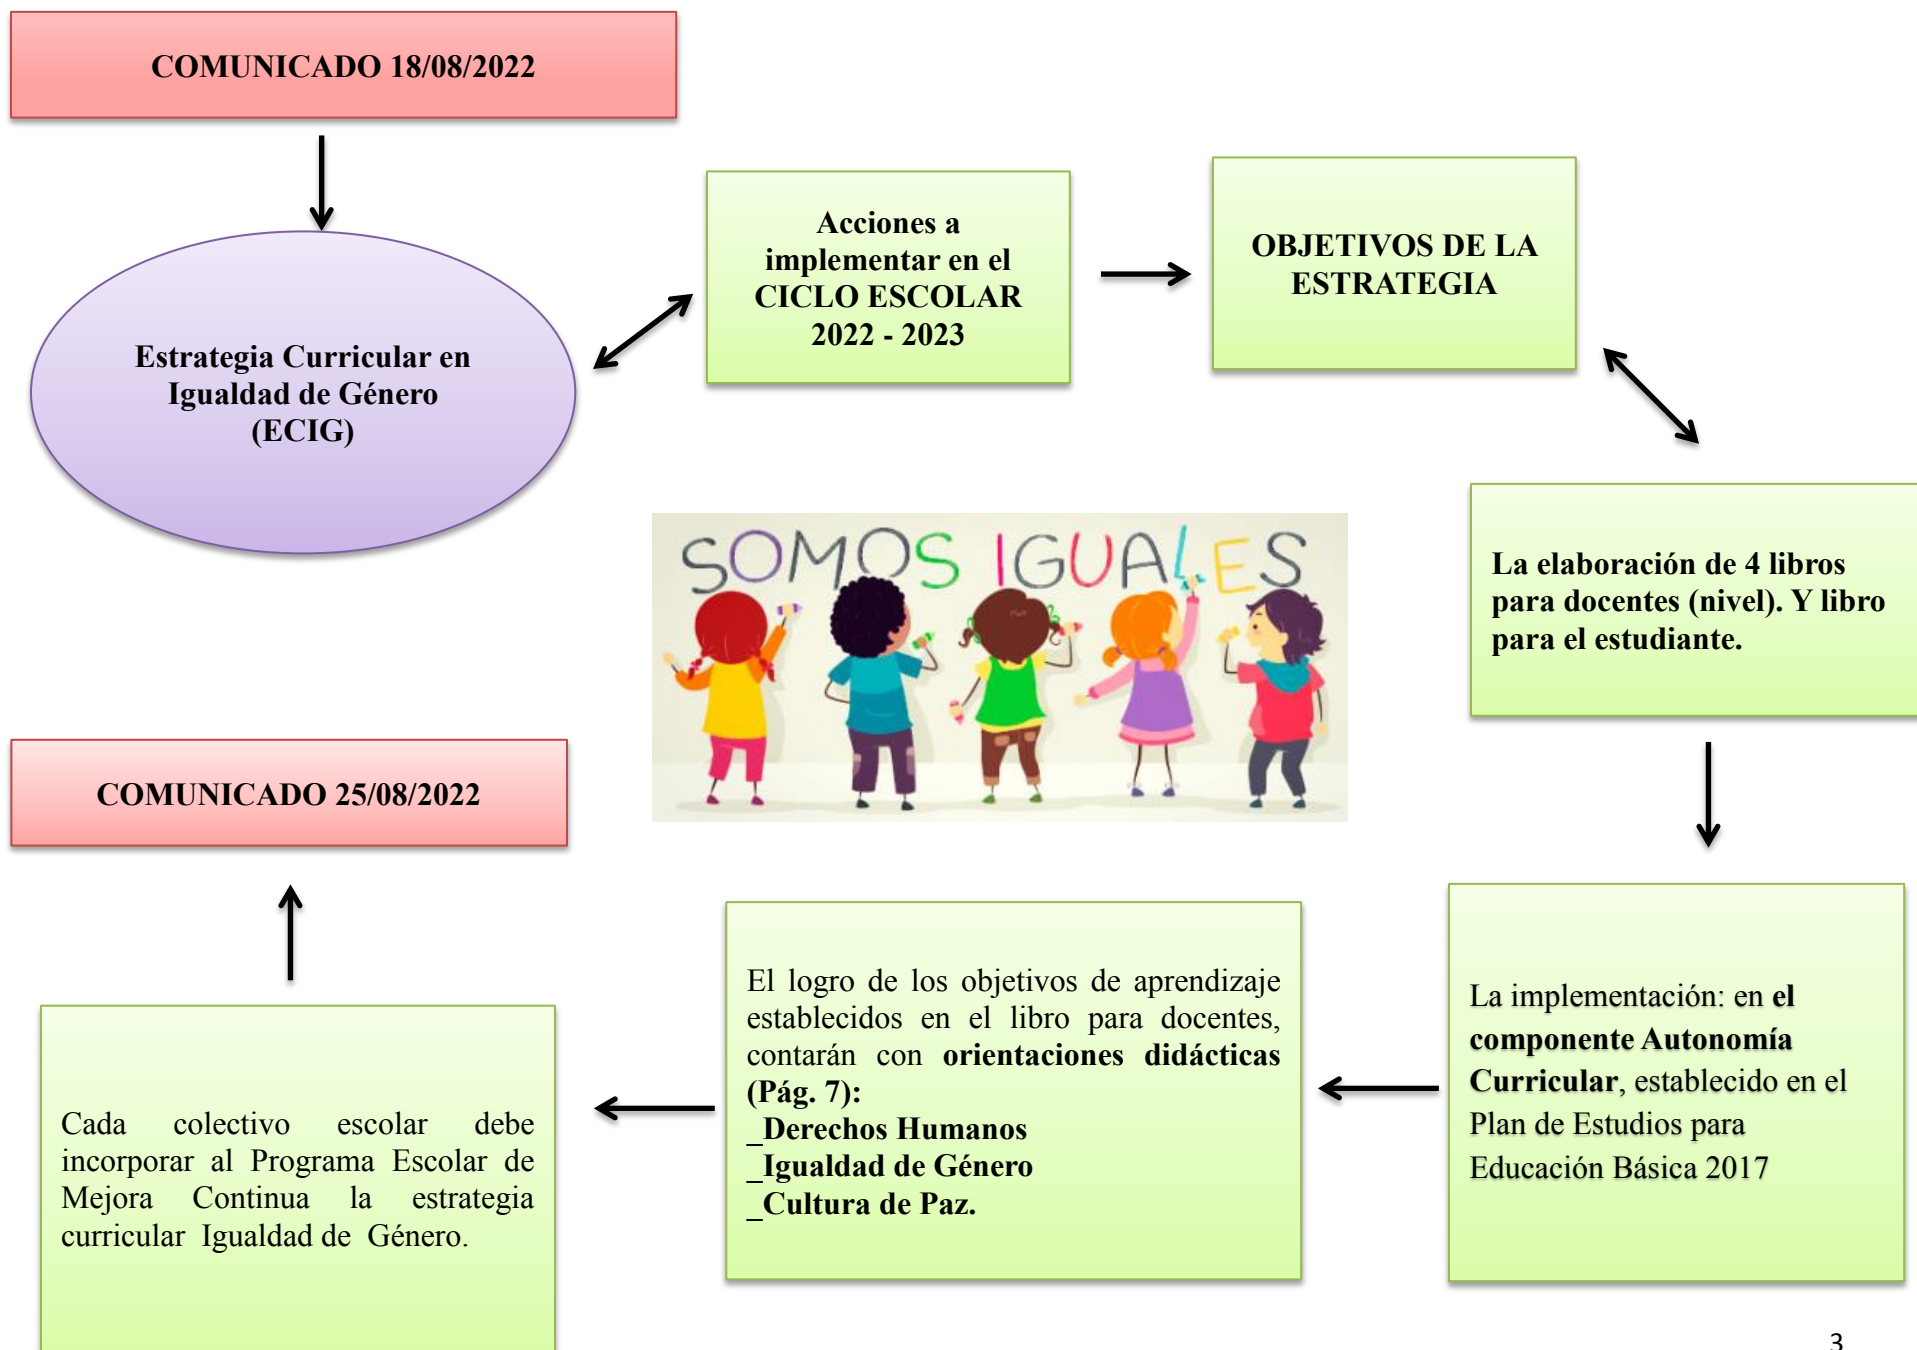 COMUNICADO 18/08/2022
Estrategia Curricular en
Igualdad de Género
(ECIG)
Acciones a
implementar en el
CICLO ESCOLAR
2022 - 2023
OBJETIVOS DE LA
ESTRATEGIA
La elaboración de 4 libros
para docentes (nivel). Y libro
para el estudiante.
SOMOS IGUALES
La implementación: en el
componente Autonomía
Curricular, establecido en el
Plan de Estudios para
Educación Básica 2017
El logro de los objetivos de aprendizaje
establecidos en el libro para docentes,
contarán con orientaciones didácticas
(Pág. 7):
_Derechos Humanos
_Igualdad de Género
_Cultura de Paz.
Cada colectivo escolar debe
incorporar al Programa Escolar de
Mejora Continua la estrategia
curricular Igualdad de Género.
COMUNICADO 25/08/2022
3